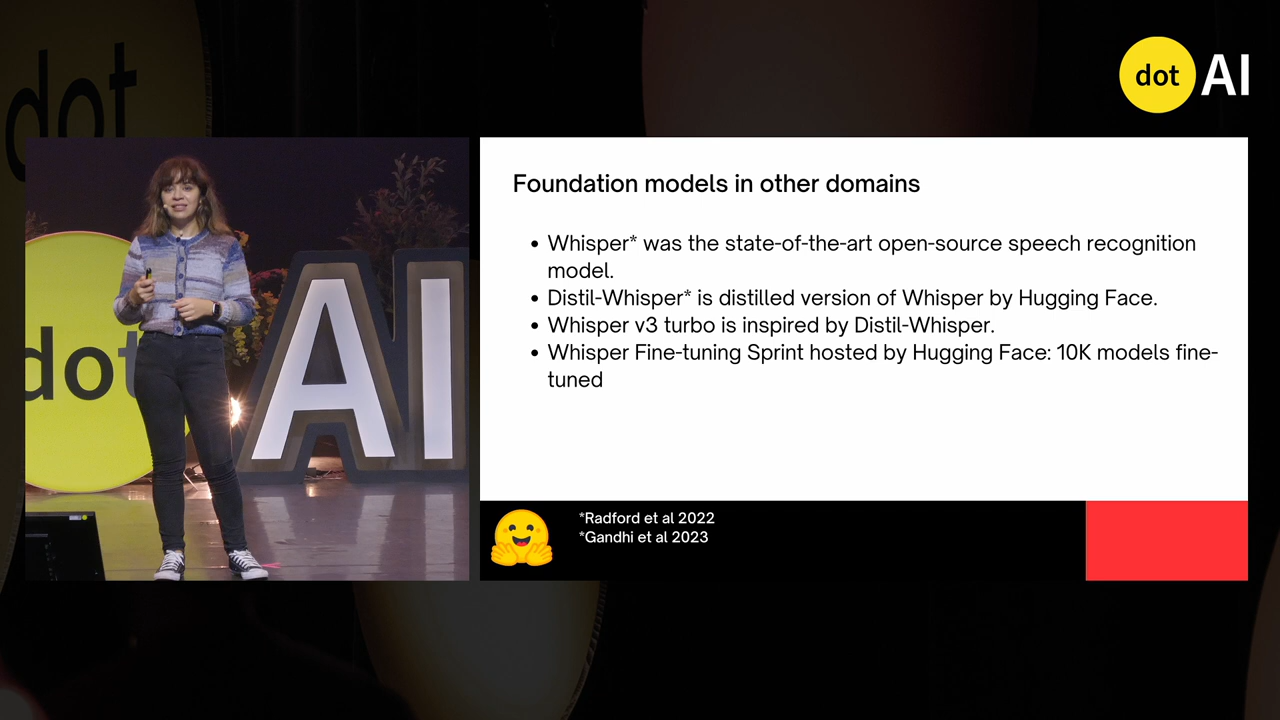 dot
dot AI
dot AI
Foundation models in other domains
• Whisper* was the state-of-the-art open-source speech recognition
model.
• Distil-Whisper* is distilled version of Whisper by Hugging Face.
• Whisper v3 turbo is inspired by Distil-Whisper.
• Whisper Fine-tuning Sprint hosted by Hugging Face: 10K models fine-
tuned
*Radford et al 2022
*Gandhi et al 2023